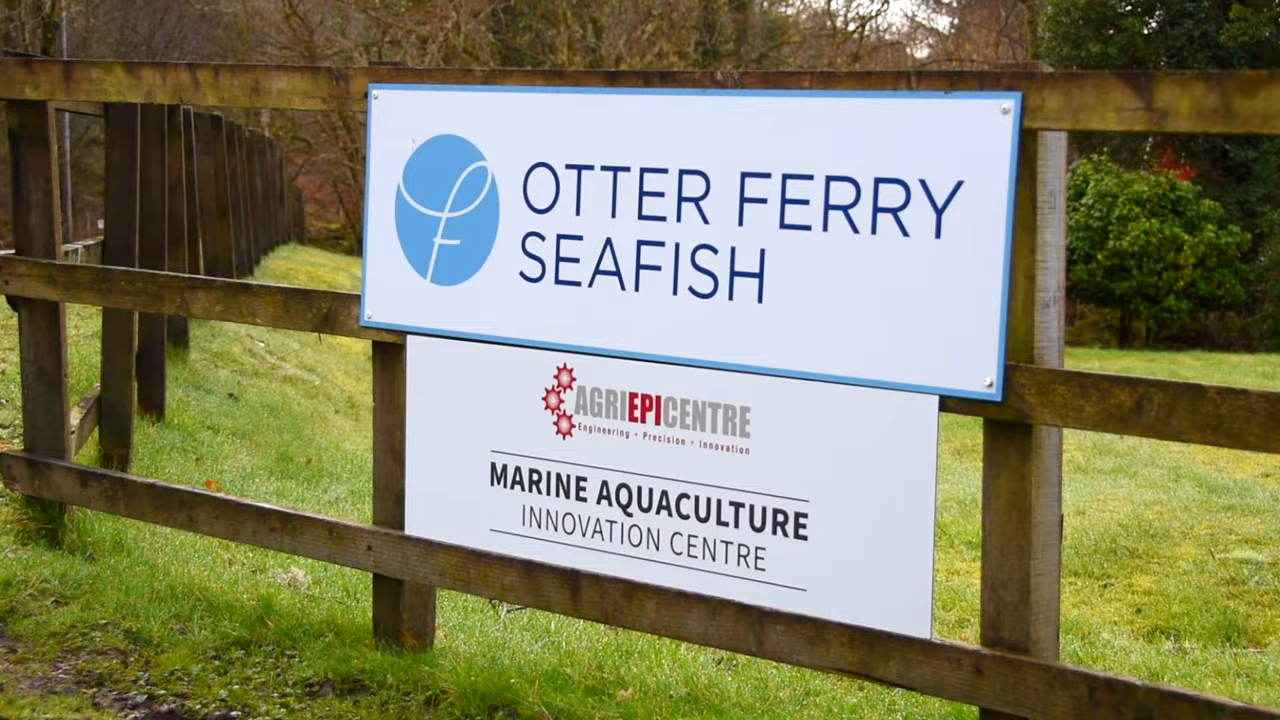 OTTER FERRY
SEAFISH
AGRIEPICENTRE
Engineering • Precision • Innovation
MARINE AQUACULTURE
INNOVATION CENTRE